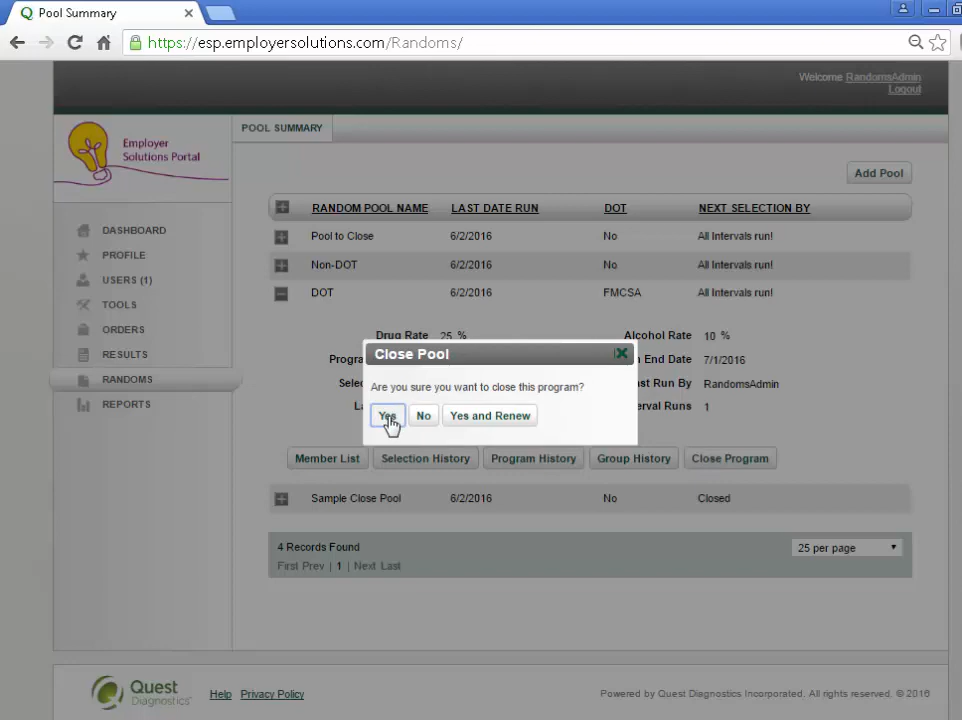 Pool Summary
https://esp.employersolutions.com/Randoms/
Welcome RandomsAdmin
Logout
Employer
Solutions Portal
POOL SUMMARY
Add Pool
DASHBOARD
PROFILE
USERS (1)
TOOLS
ORDERS
RESULTS
RANDOMS
REPORTS
RANDOM POOL NAME LAST DATE RUN DOT NEXT SELECTION BY
Pool to Close 6/2/2016 No All Intervals run!
Non-DOT 6/2/2016 No All Intervals run!
DOT 6/2/2016 FMCSA All Intervals run!
Drug Rate 25 % Alcohol Rate 10 %
End Date 7/1/2016
Run By RandomsAdmin
Runs 1
Close Pool
Are you sure you want to close this program?
Yes No Yes and Renew
Member List Selection History Program History Group History Close Program
Sample Close Pool 6/2/2016 No Closed
4 Records Found
25 per page
First Prev | 1 | Next Last
Quest
Diagnostics
Help Privacy Policy
Powered by Quest Diagnostics Incorporated. All rights reserved. © 2016